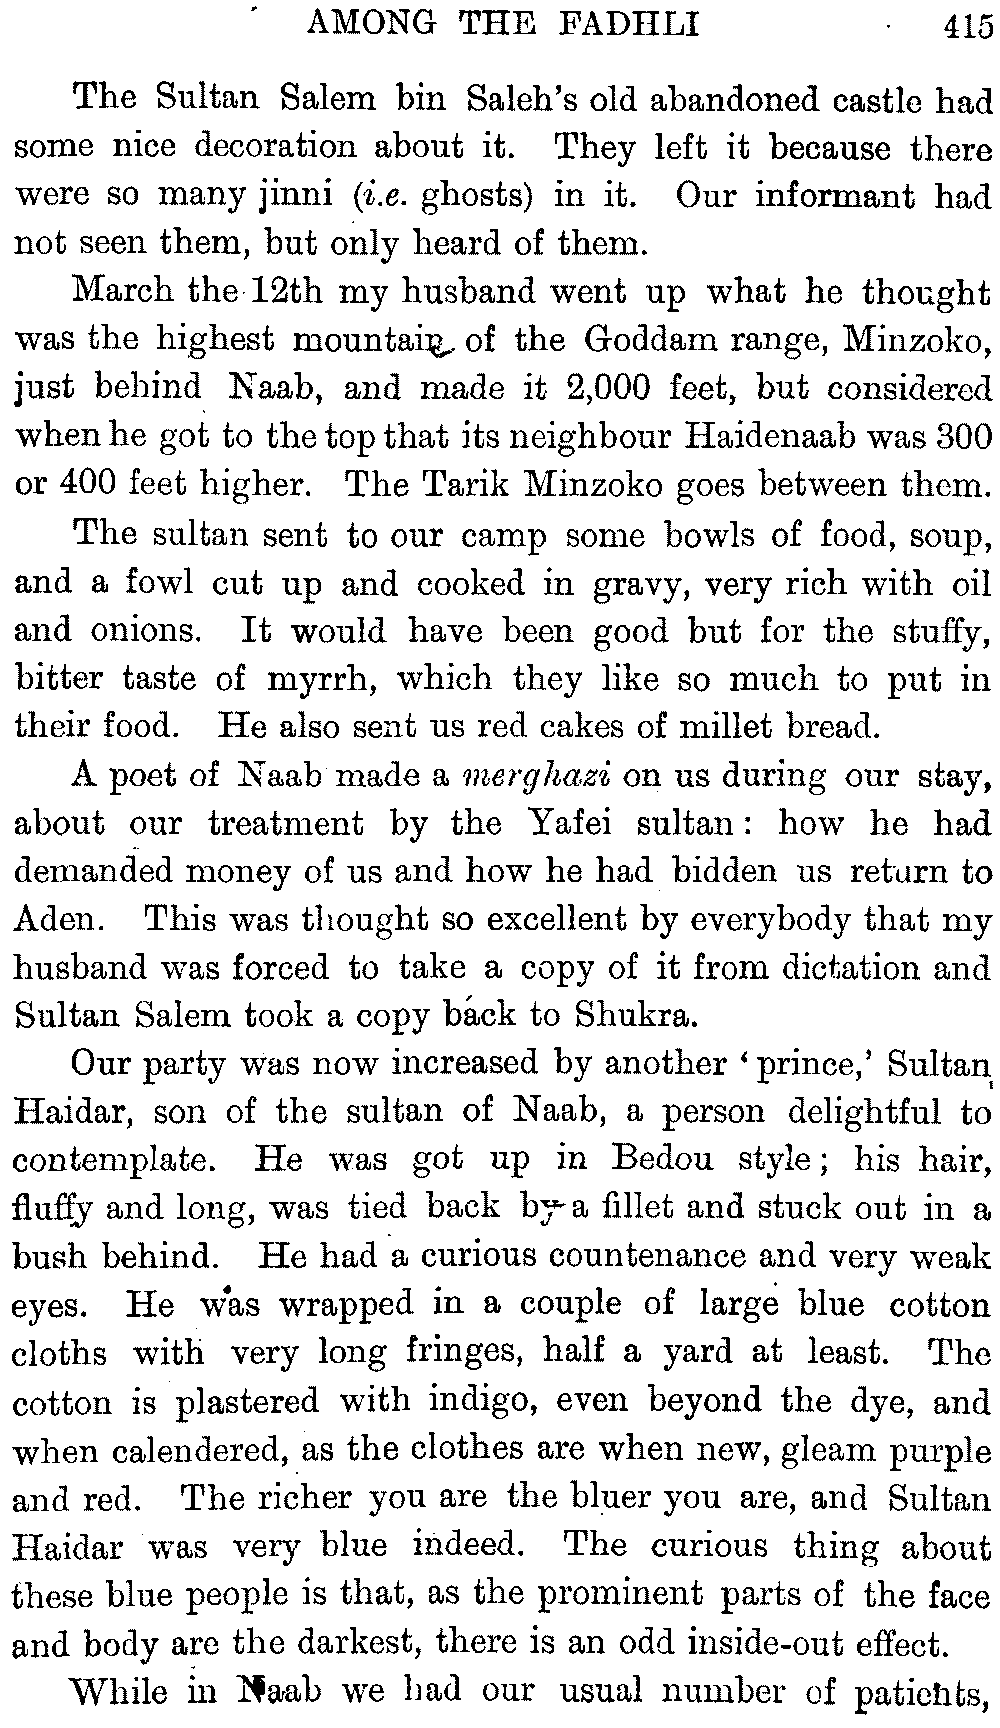 AMONG THE FADHLI 415
The Sultan Salem bin Saleh's old abandoned castle had
some nice decoration about it. They left it because there
were so many jinni (i.e. ghosts) in it. Our informant had
not seen them, but only heard of them.
March the 12th my husband went up what he thought
was the highest mountain of the Goddam range, Minzoko,
just behind Naab, and made it 2,000 feet, but considered
when he got to the top that its neighbour Haidenaab was 300
or 400 feet higher. The Tarik Minzoko goes between them.
The sultan sent to our camp some bowls of food, soup,
and a fowl cut up and cooked in gravy, very rich with oil
and onions. It would have been good but for the stuffy,
bitter taste of myrrh, which they like so much to put in
their food. He also sent us red cakes of millet bread.
A poet of Naab made a merghazi on us during our stay,
about our treatment by the Yafei sultan: how he had
demanded money of us and how he had bidden us return to
Aden. This was thought so excellent by everybody that my
husband was forced to take a copy of it from dictation and
Sultan Salem took a copy back to Shukra.
Our party was now increased by another 'prince,' Sultan
Haidar, son of the sultan of Naab, a person delightful to
contemplate. He was got up in Bedou style; his hair,
fluffy and long, was tied back by a fillet and stuck out in a
bush behind. He had a curious countenance and very weak
eyes. He was wrapped in a couple of large blue cotton
cloths with very long fringes, half a yard at least. The
cotton is plastered with indigo, even beyond the dye, and
when calendered, as the clothes are when new, gleam purple
and red. The richer you are the bluer you are, and Sultan
Haidar was very blue indeed. The curious thing about
these blue people is that, as the prominent parts of the face
and body are the darkest, there is an odd inside-out effect.
While in Naab we had our usual number of patients,